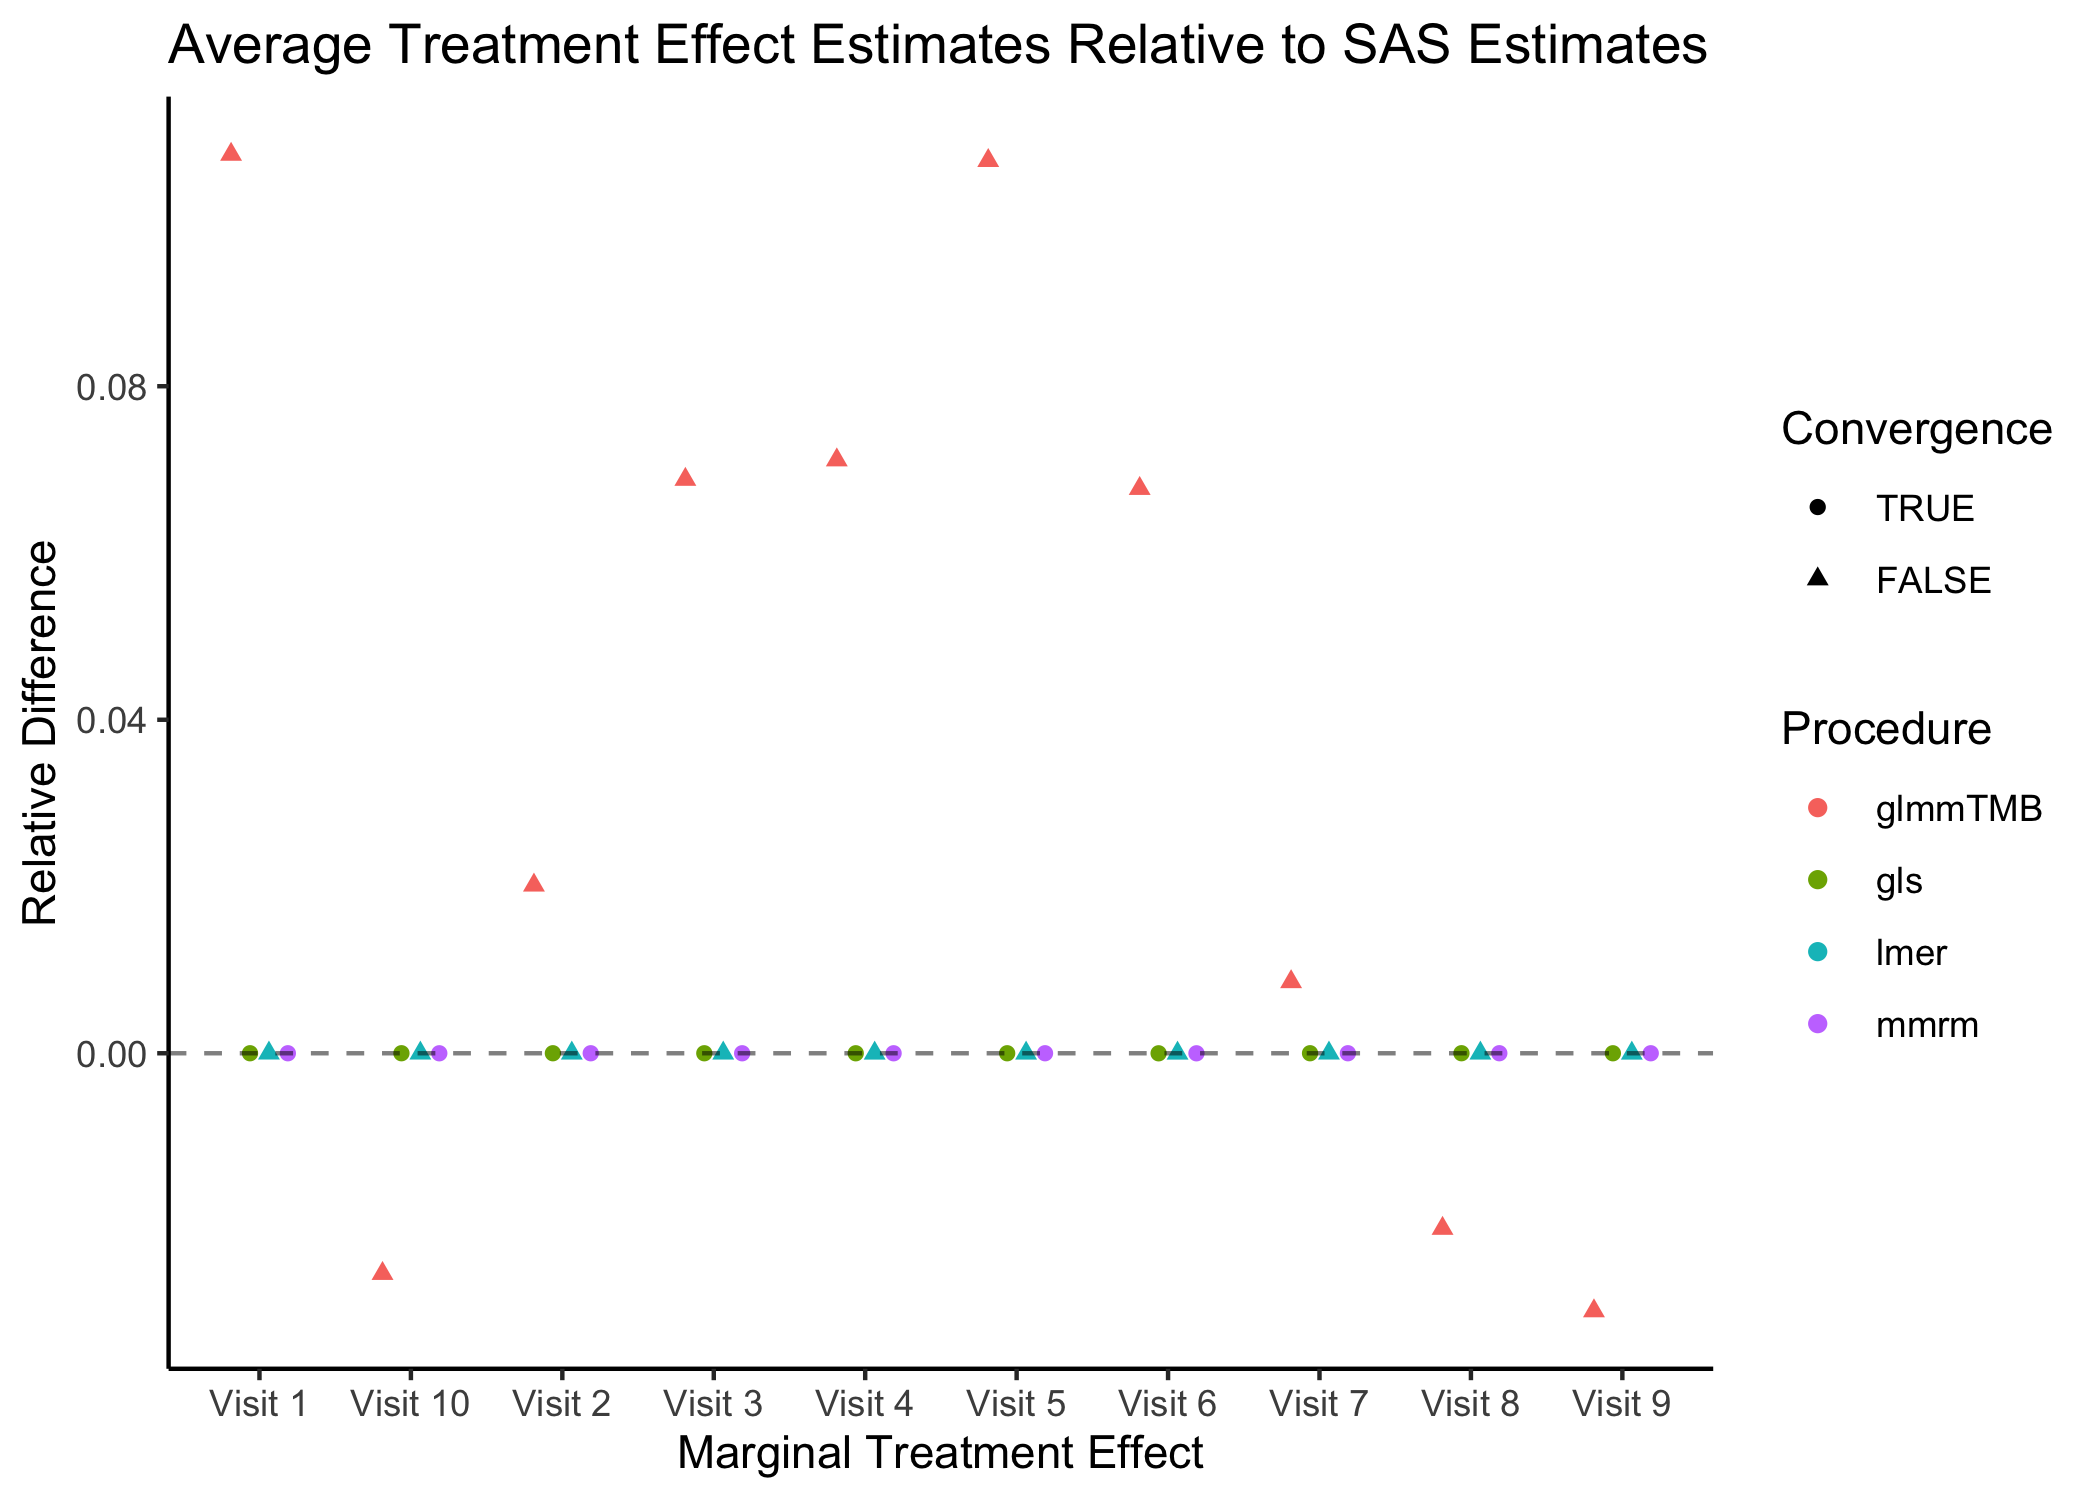 Average Treatment Effect Estimates Relative to SAS Estimates
Relative Difference
0.08
0.04
0.00
Visit 1 Visit 10 Visit 2 Visit 3 Visit 4 Visit 5 Visit 6 Visit 7 Visit 8 Visit 9
Marginal Treatment Effect
Convergence
TRUE
FALSE
Procedure
glmmTMB
gls
lmer
mmrm